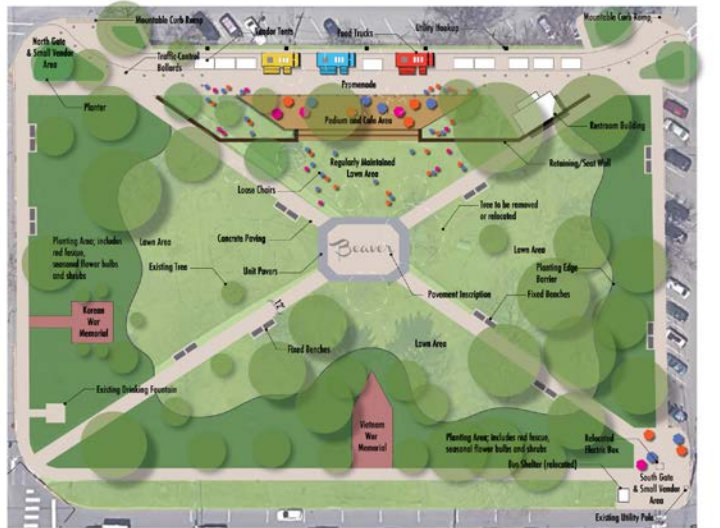 Mountable Curb Ramp
Mountable Curb Ramp
Vendor Tents
Food Trucks
Utility Hookup
North Gate
& Small Vendor
Area
Traffic Control
Bollards
Promenade
Planter
Podium and Cafe Area
Restroom Building
Regularly Maintained
Lawn Area
Retaining/Seat Wall
Loose Chairs
Tree to be removed
or relocated
Concrete Paving
Lawn Area
Planting Area; includes
red fescue,
seasonal flower bulbs
and shrubs
Beaver
Lawn Area
Existing Tree
Unit Pavers
Planting Edge
Barrier
Pavement Inscription
Fixed Benches
Korean
War
Memorial
Fixed Benches
Lawn Area
Existing Drinking Fountain
Vietnam
War
Memorial
Planting Area; includes red fescue,
seasonal flower bulbs and shrubs
Relocated
Electric Box
Bus Shelter (relocated)
South Gate
& Small Vendor
Area
Existing Utility Pole